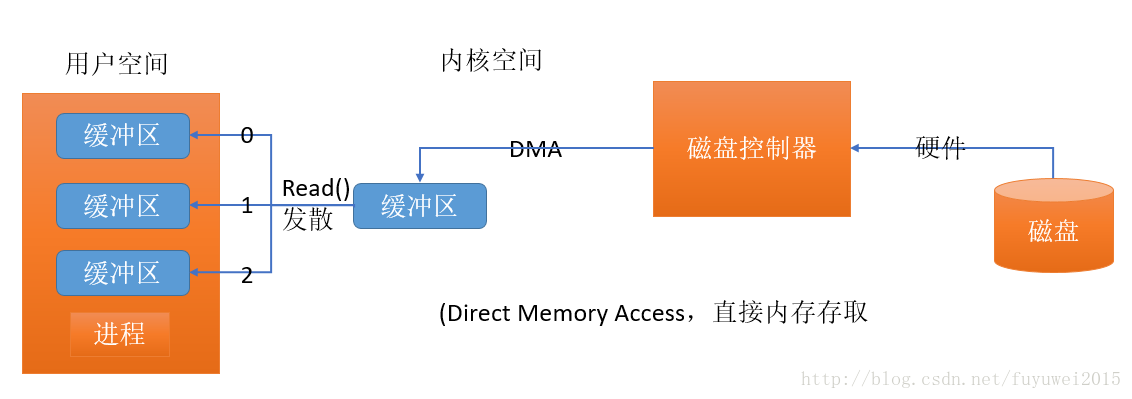 用户空间
内核空间
缓冲区
0
缓冲区
1
缓冲区
2
进程
Read()
发散
缓冲区
DMA
磁盘控制器
硬件
磁盘
(Direct Memory Access，直接内存存取
http://blog.csdn.net/fuyuwei2015